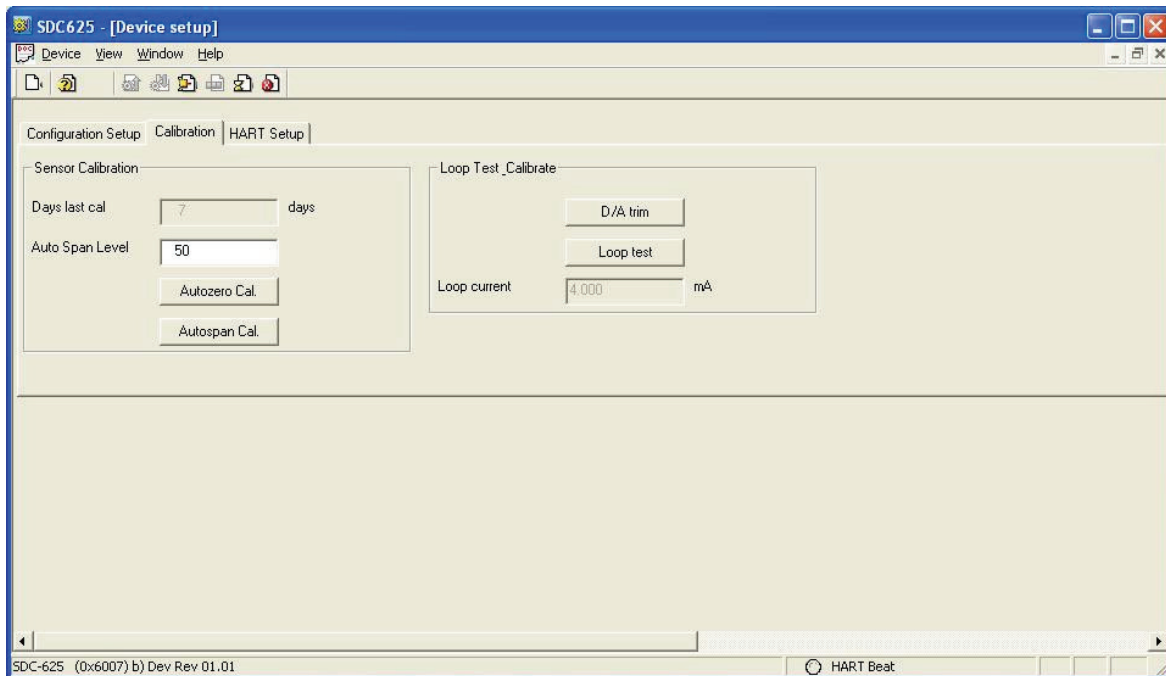 SDC625 - [Device setup]
DOC Device View Window Help
Configuration Setup Calibration HART Setup
Sensor Calibration
Days last cal 7 days
Auto Span Level 50
Autozero Cal.
Autospan Cal.
Loop Test_Calibrate
D/A trim
Loop test
Loop current 4.000 mA
SDC-625 (0x6007) b) Dev Rev 01.01 HART Beat